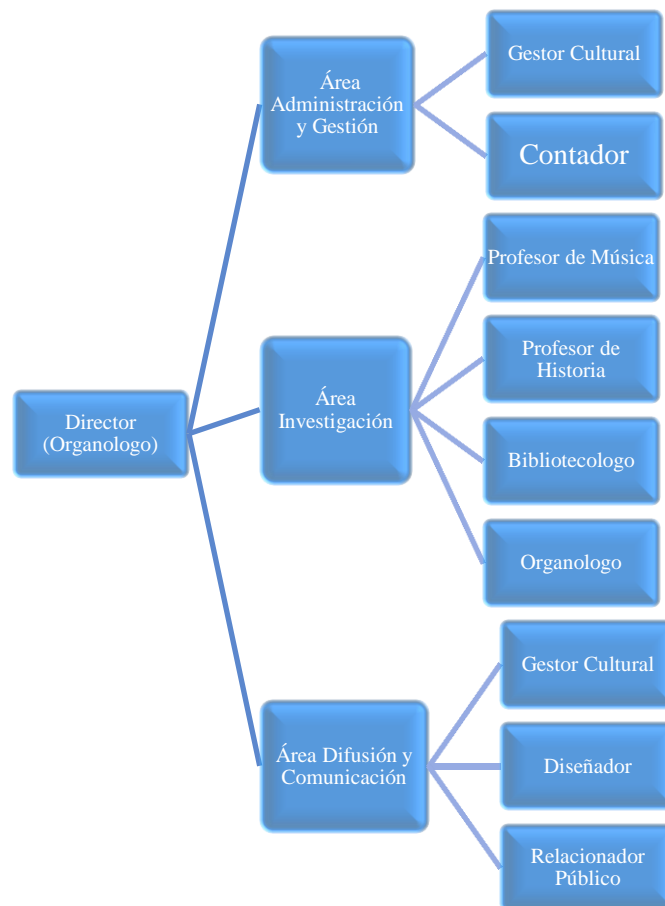 Director
(Organologo)
Área
Administración
y Gestión
Gestor Cultural
Contador
Área
Investigación
Profesor de Música
Profesor de
Historia
Bibliotecologo
Organologo
Área Difusión y
Comunicación
Gestor Cultural
Diseñador
Relacionador
Público